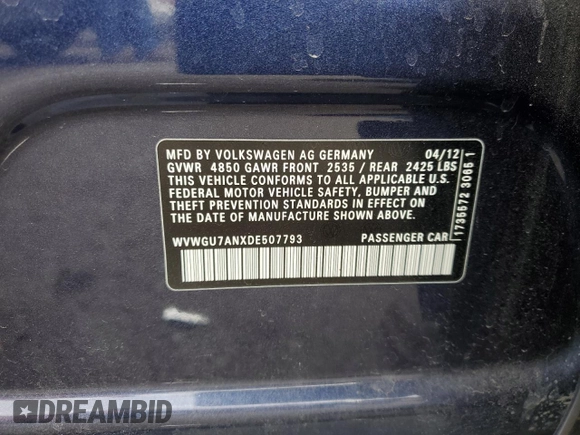 MFD BY VOLKSWAGEN AG GERMANY 04/12
GVWR 4850 GAWR FRONT 2535 / REAR 2425 LBS
THIS VEHICLE CONFORMS TO ALL APPLICABLE U.S.
FEDERAL MOTOR VEHICLE SAFETY, BUMPER AND
THEFT PREVENTION STANDARDS IN EFFECT ON
THE DATE OF MANUFACTURE SHOWN ABOVE.
WVWGU7ANXDE507793 PASSENGER CAR
1735572 3065 1
DREAMBID